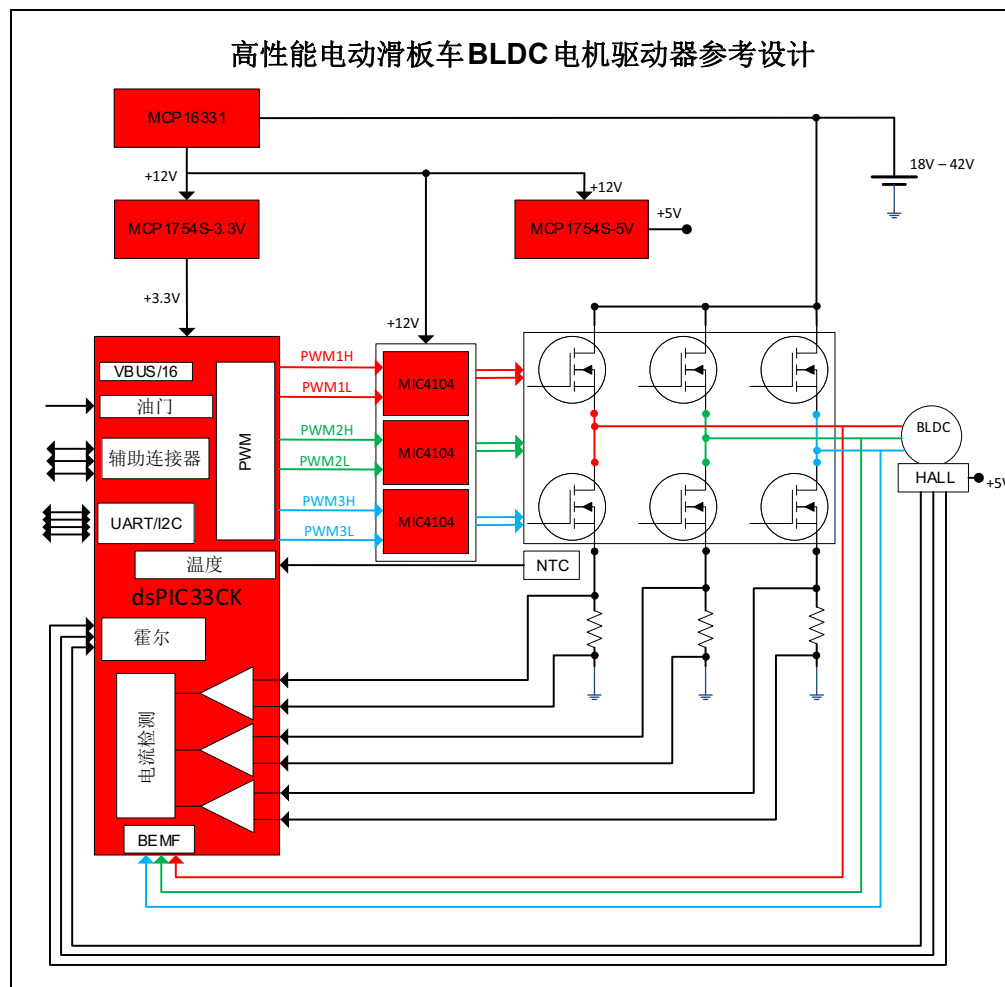 高性能电动滑板车BLDC电机驱动器参考设计
MCP16331
18V – 42V
+12V
+12V
MCP1754S-3.3V
MCP1754S-5V
+5V
+3.3V
+12V
VBUS/16
油门
辅助连接器
UART/I2C
PWM
PWM1H
PWM1L
PWM2H
PWM2L
PWM3H
PWM3L
MIC4104
MIC4104
MIC4104
BLDC
HALL
+5V
温度
NTC
dsPIC33CK
霍尔
电流检测
BEMF